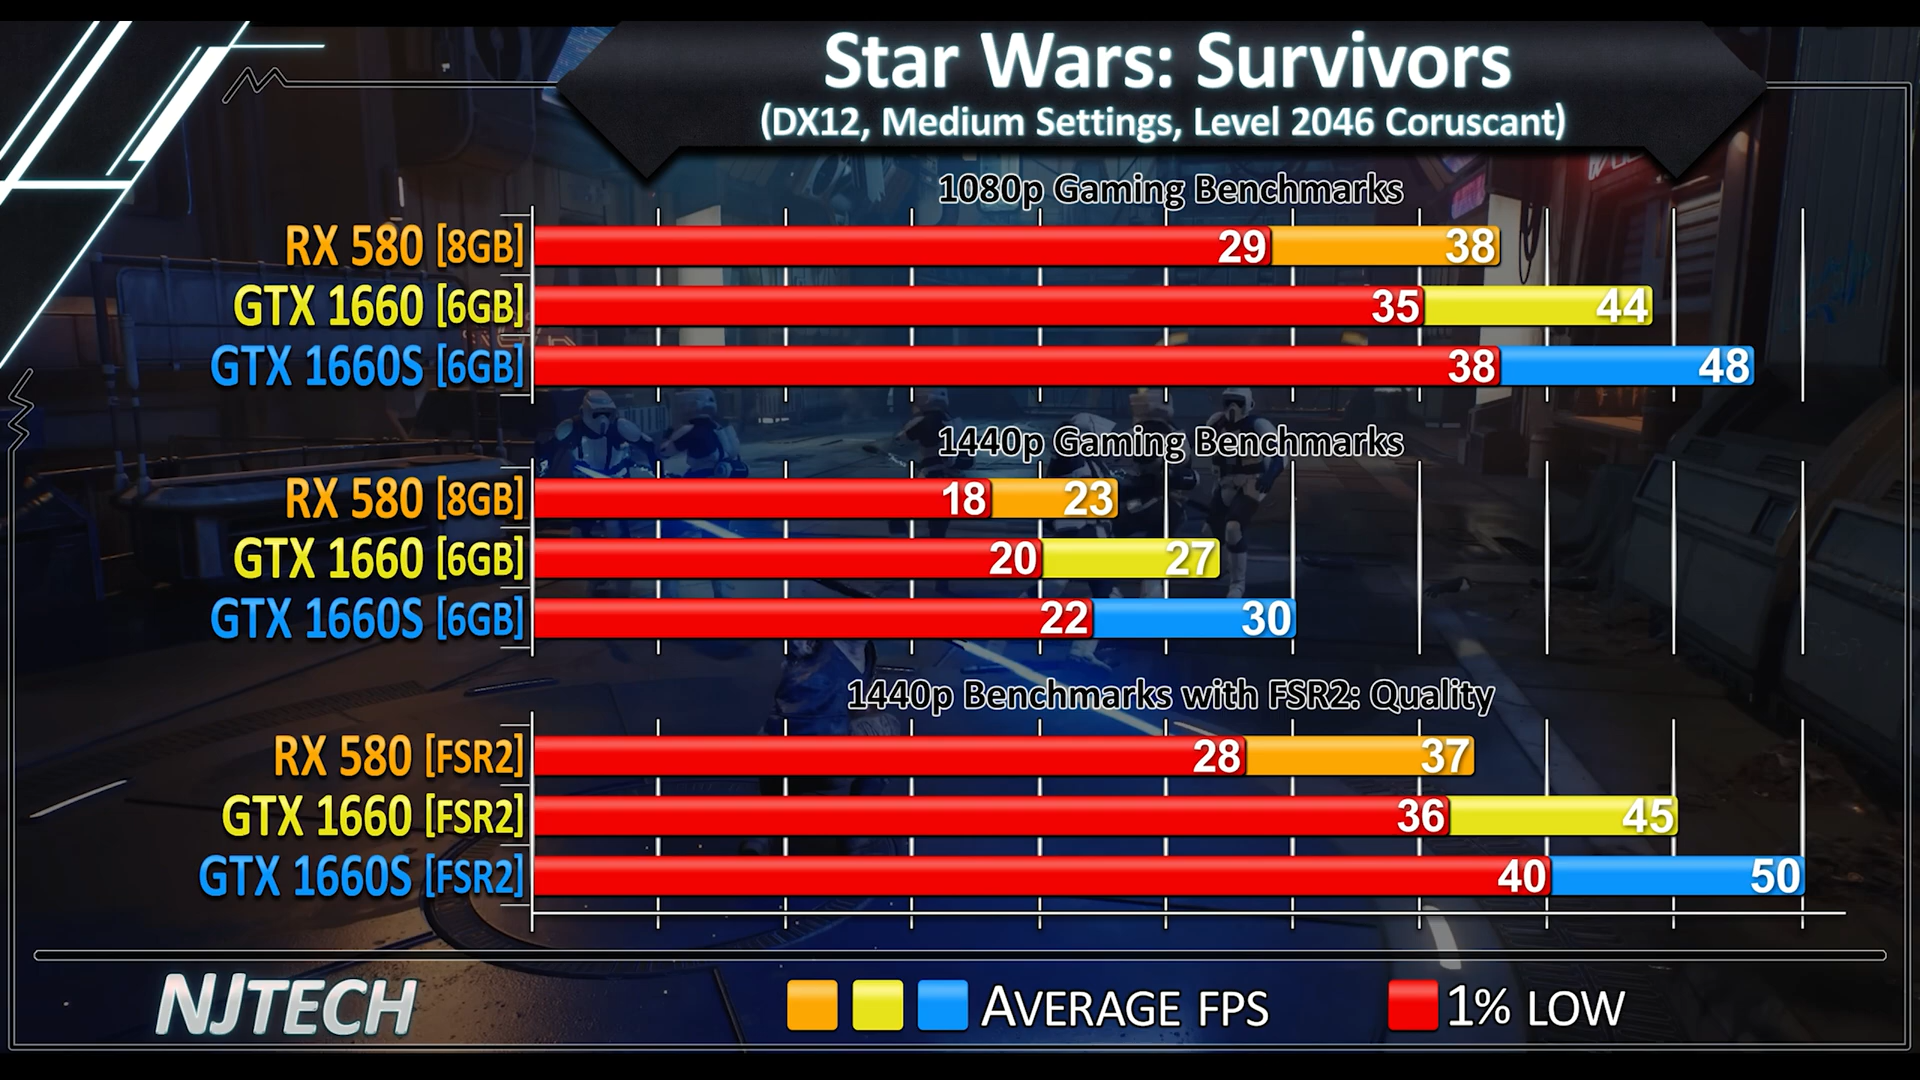 Star Wars: Survivors
(DX12, Medium Settings, Level 2046 Coruscant)
1080p Gaming Benchmarks
RX 580 [8GB] 29 38
GTX 1660 [6GB] 35 44
GTX 1660S [6GB] 38 48
1440p Gaming Benchmarks
RX 580 [8GB] 18 23
GTX 1660 [6GB] 20 27
GTX 1660S [6GB] 22 30
1440p Benchmarks with FSR2: Quality
RX 580 [FSR2] 28 37
GTX 1660 [FSR2] 36 45
GTX 1660S [FSR2] 40 50
NJTECH AVERAGE FPS 1% LOW